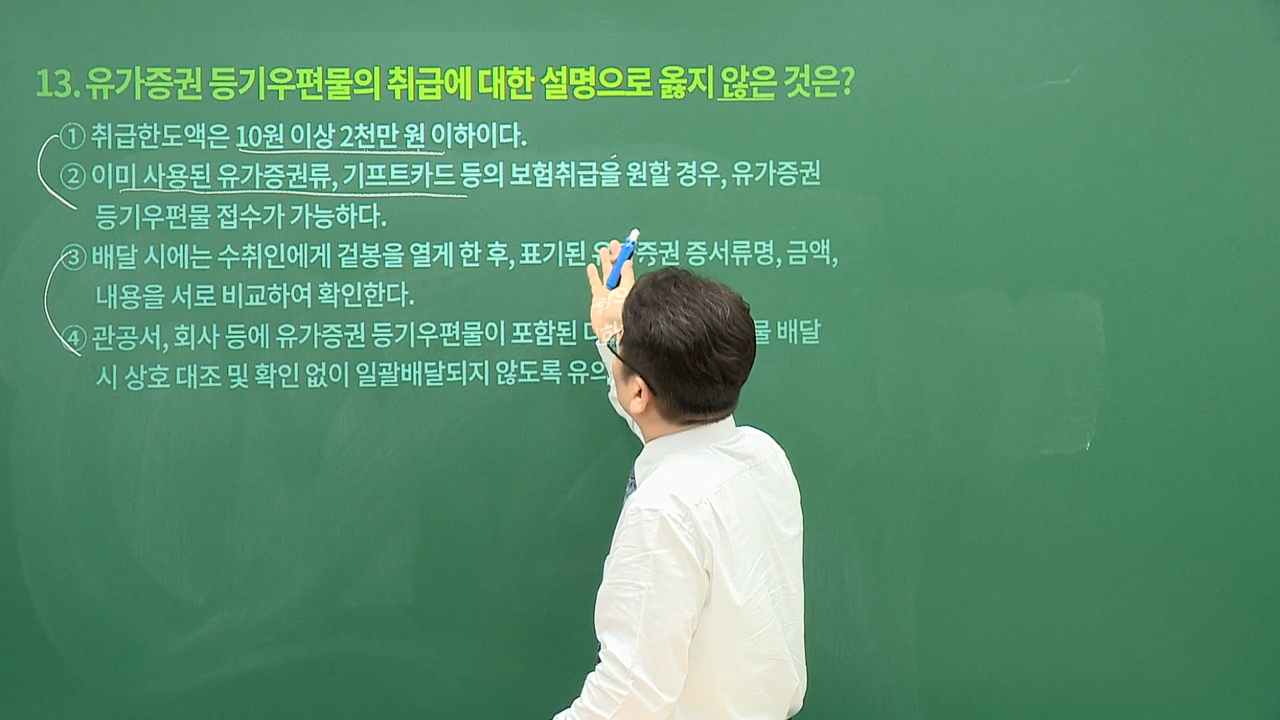 13. 유가증권 등기우편물의 취급에 대한 설명으로 옳지 않은 것은?
① 취급한도액은 10원 이상 2천만 원 이하이다.
② 이미 사용된 유가증권류, 기프트카드 등의 보험취급을 원할 경우, 유가증권
등기우편물 접수가 가능하다.
③ 배달 시에는 수취인에게 겉봉을 열게 한 후, 표기된 증권 증서류명, 금액,
내용을 서로 비교하여 확인한다.
④ 관공서, 회사 등에 유가증권 등기우편물이 포함된 배달
시 상호 대조 및 확인 없이 일괄배달되지 않도록